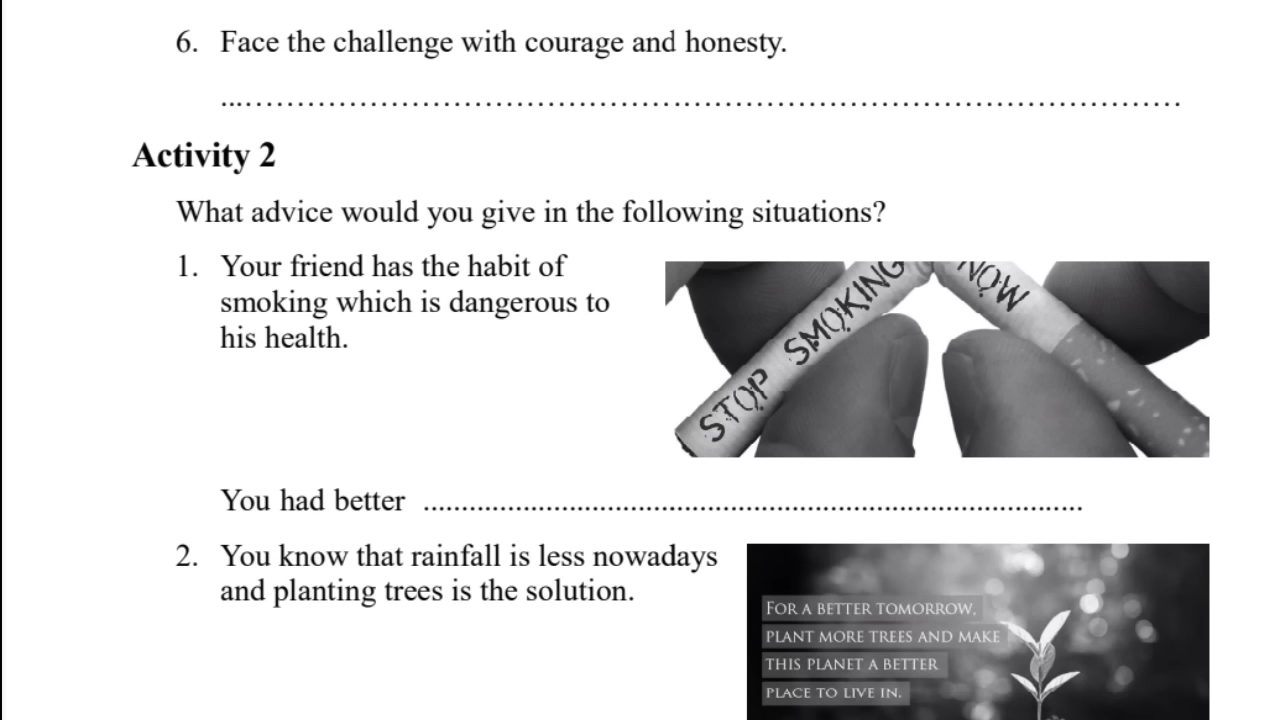 6. Face the challenge with courage and honesty.
................................................................................................
Activity 2
What advice would you give in the following situations?
1. Your friend has the habit of
smoking which is dangerous to
his health.
STOP SMOKING NOW
You had better ......................................................................................
2. You know that rainfall is less nowadays
and planting trees is the solution.
FOR A BETTER TOMORROW,
PLANT MORE TREES AND MAKE
THIS PLANET A BETTER
PLACE TO LIVE IN.